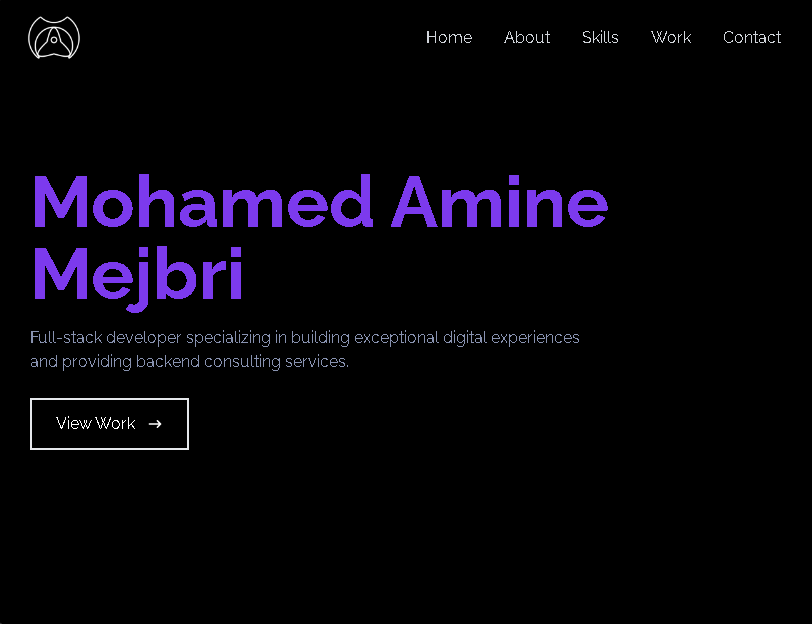 Home About Skills Work Contact
Mohamed Amine
Mejbri
Full-stack developer specializing in building exceptional digital experiences
and providing backend consulting services.
View Work →